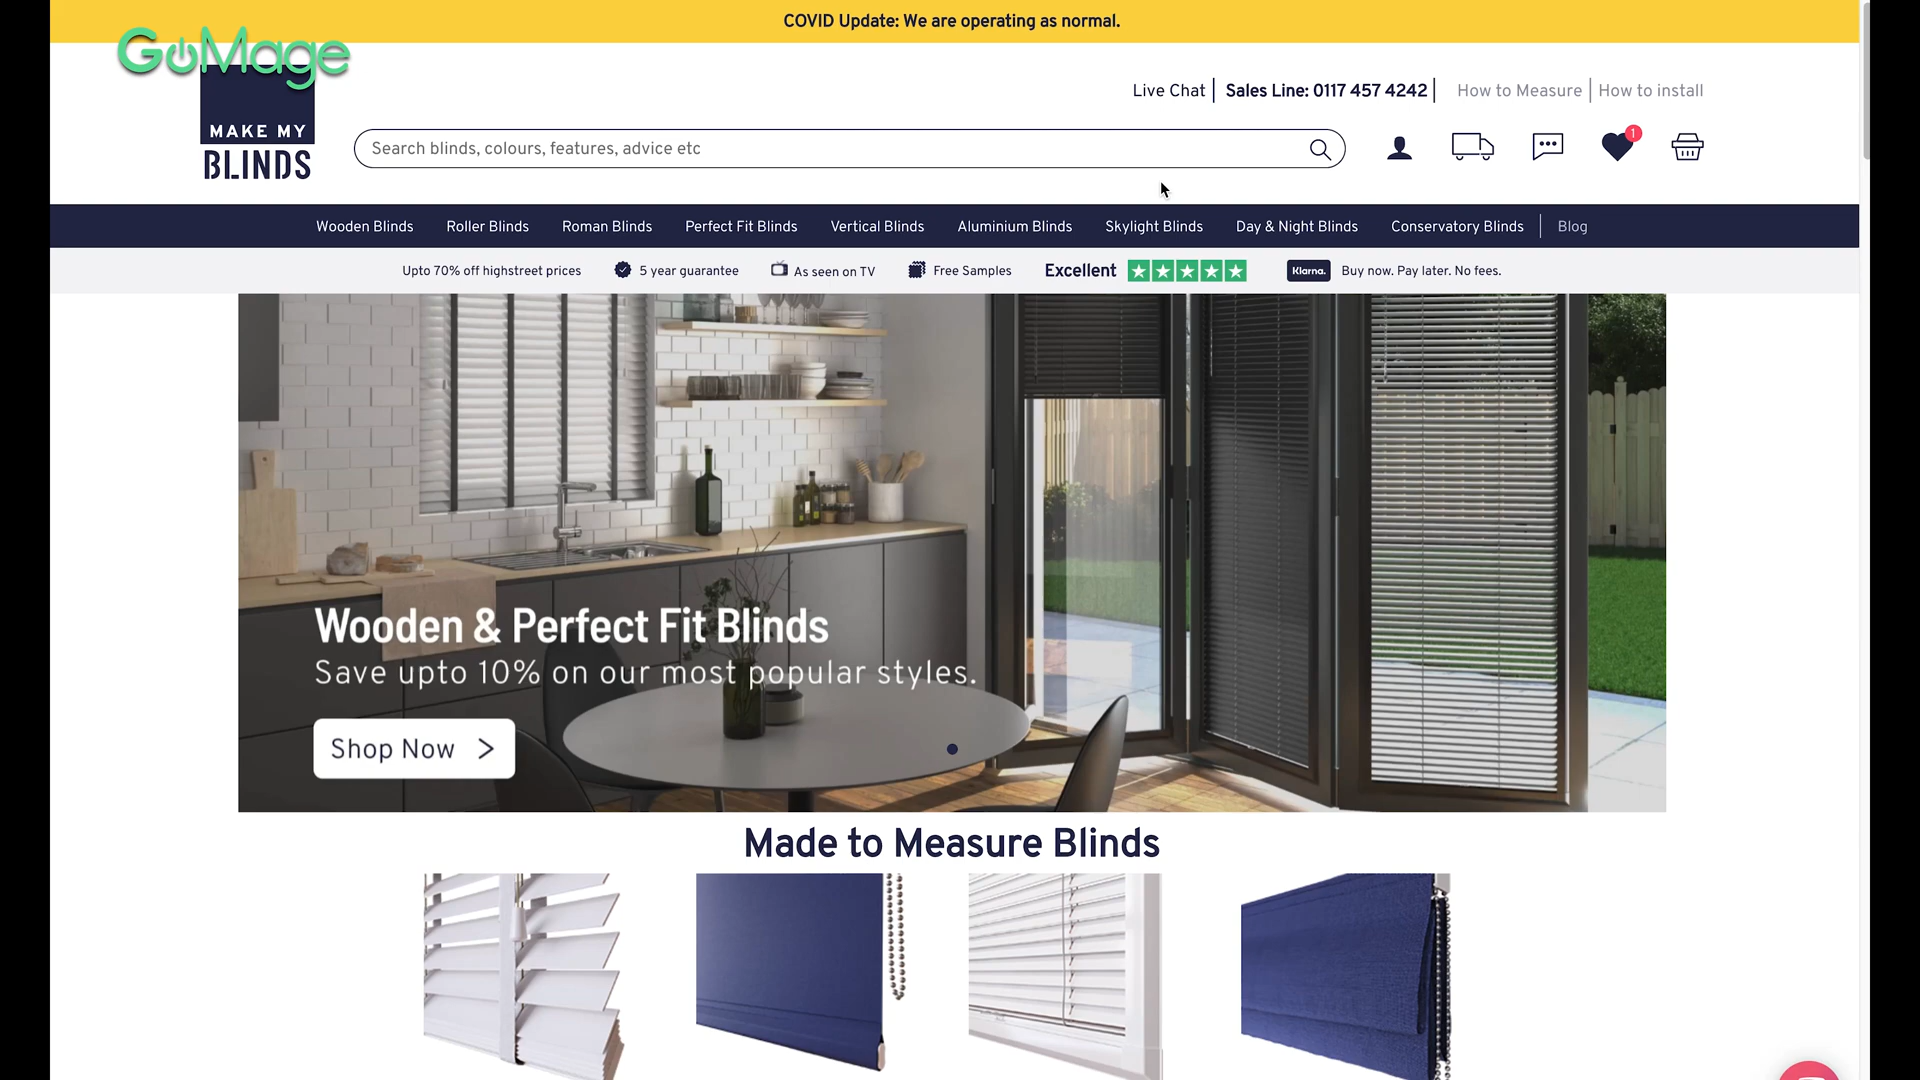 COVID Update: We are operating as normal.
GoMage
Live Chat
Sales Line: 0117 457 4242
How to Measure
How to install
MAKE MY
BLINDS
Search blinds, colours, features, advice etc
1
Wooden Blinds
Roller Blinds
Roman Blinds
Perfect Fit Blinds
Vertical Blinds
Aluminium Blinds
Skylight Blinds
Day & Night Blinds
Conservatory Blinds
Blog
Upto 70% off highstreet prices
5 year guarantee
As seen on TV
Free Samples
Excellent
Klarna.
Buy now. Pay later. No fees.
Wooden & Perfect Fit Blinds
Save upto 10% on our most popular styles.
Shop Now
Made to Measure Blinds